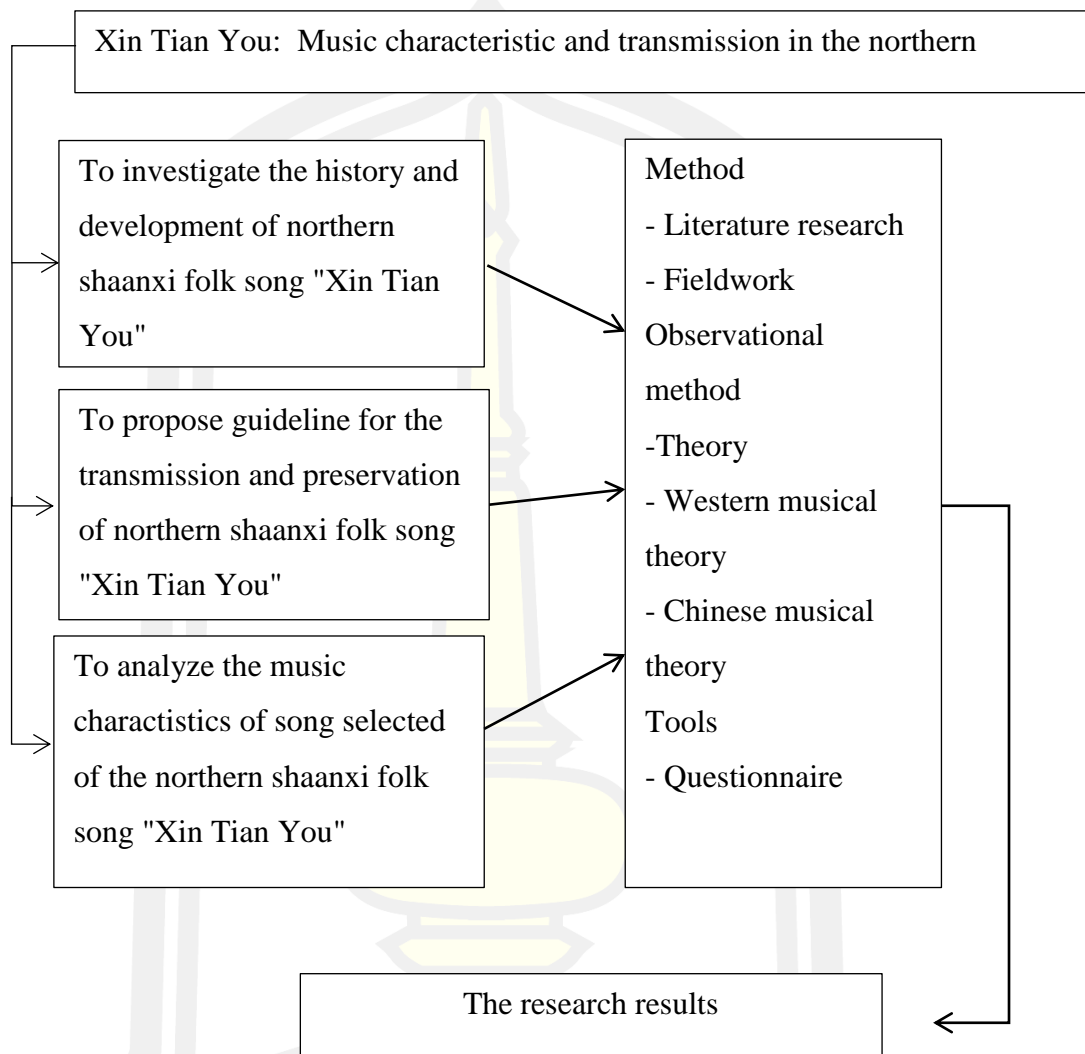 Xin Tian You:  Music characteristic and transmission in the northern
To investigate the history and
development of northern
shaanxi folk song "Xin Tian
You"
To propose guideline for the
transmission and preservation
of northern shaanxi folk song
"Xin Tian You"
To analyze the music
charactistics of song selected
of the northern shaanxi folk
song "Xin Tian You"
Method
- Literature research
- Fieldwork
Observational
method
-Theory
- Western musical
theory
- Chinese musical
theory
Tools
- Questionnaire
The research results